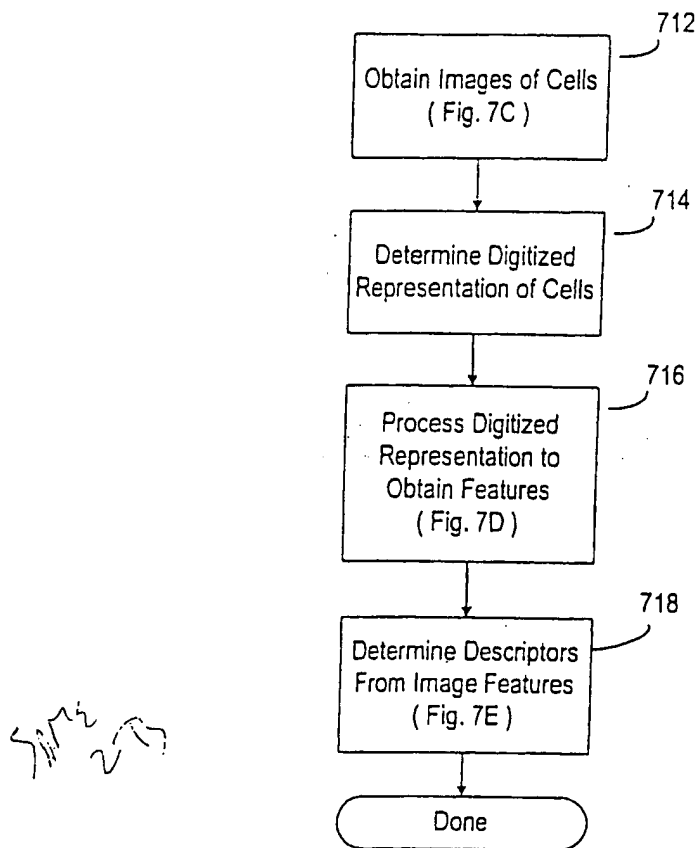 712
Obtain Images of Cells
( Fig. 7C )
714
Determine Digitized
Representation of Cells
716
Process Digitized
Representation to
Obtain Features
( Fig. 7D )
718
Determine Descriptors
From Image Features
( Fig. 7E )
Done